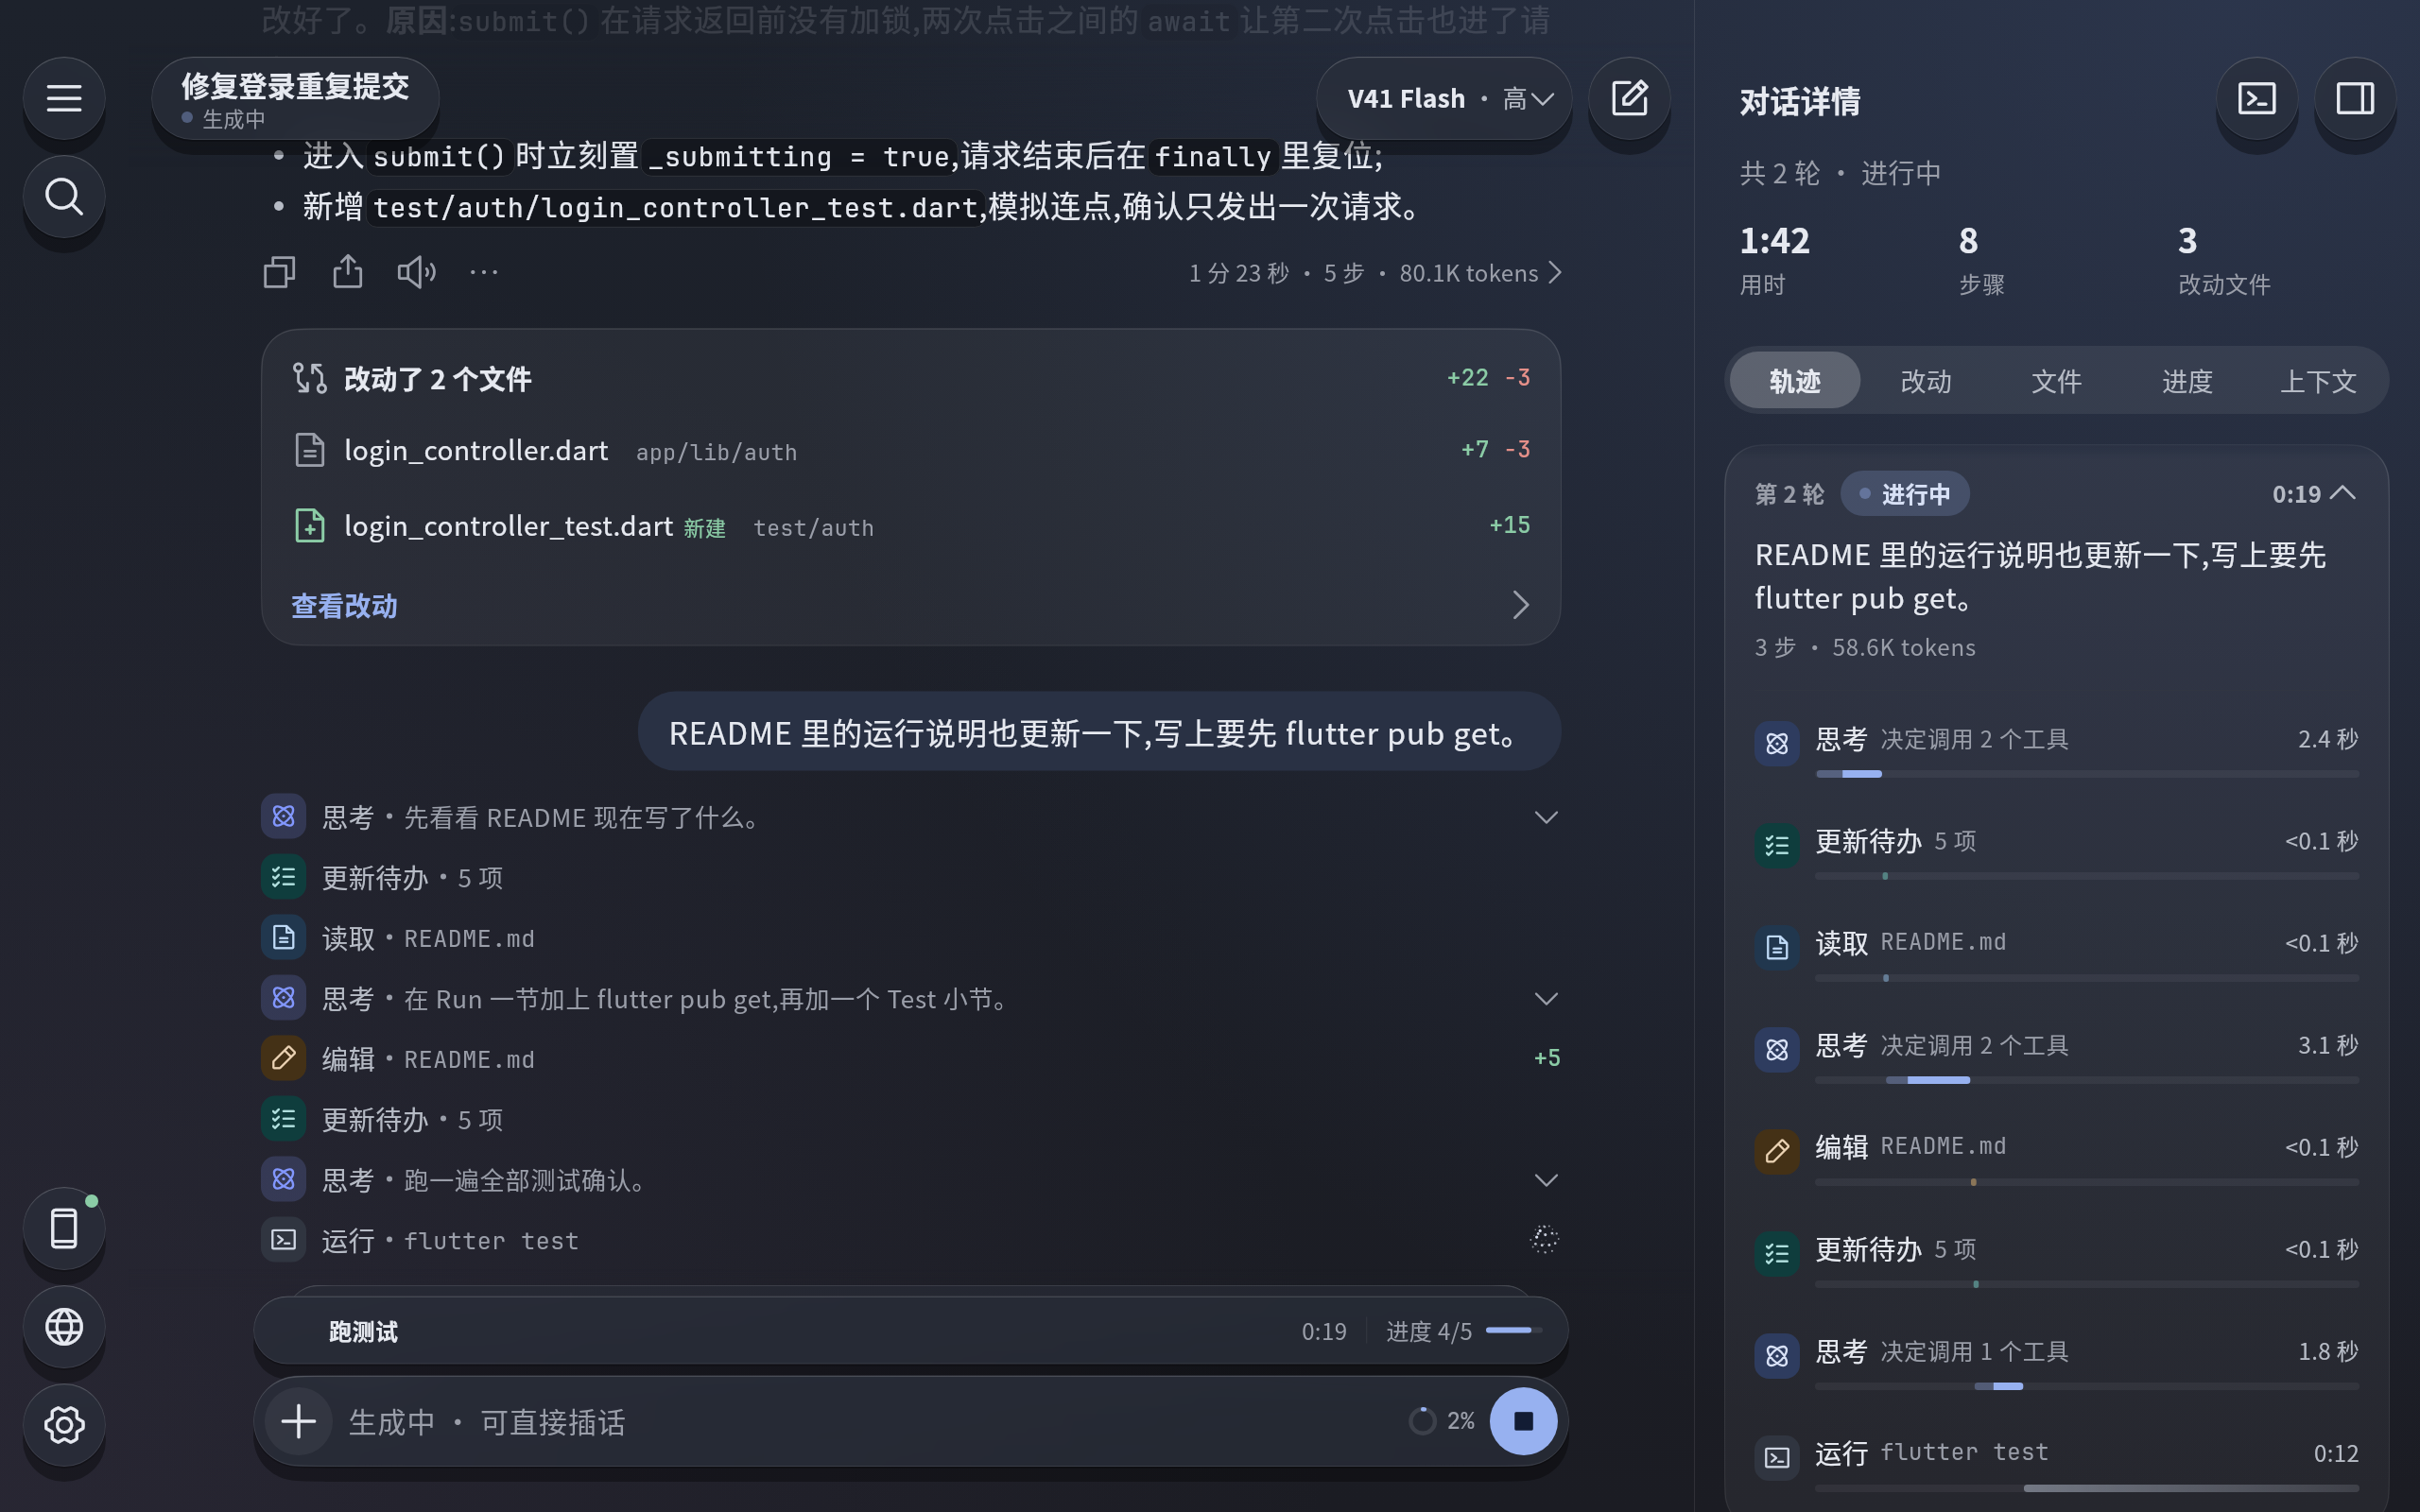 改好了。原因:submit() 在请求返回前没有加锁,两次点击之间的 await 让第二次点击也进了请
修复登录重复提交
生成中
V41 Flash · 高
进入 submit() 时立刻置 _submitting = true,请求结束后在 finally 里复位;
新增 test/auth/login_controller_test.dart,模拟连点,确认只发出一次请求。
1 分 23 秒 · 5 步 · 80.1K tokens
改动了 2 个文件 +22 -3
login_controller.dart app/lib/auth +7 -3
login_controller_test.dart 新建 test/auth +15
查看改动
README 里的运行说明也更新一下,写上要先 flutter pub get。
思考 · 先看看 README 现在写了什么。
更新待办 · 5 项
读取 · README.md
思考 · 在 Run 一节加上 flutter pub get,再加一个 Test 小节。
编辑 · README.md +5
更新待办 · 5 项
思考 · 跑一遍全部测试确认。
运行 · flutter test
跑测试 0:19 进度 4/5
生成中 · 可直接插话 2%
对话详情
共 2 轮 · 进行中
1:42 8 3
用时 步骤 改动文件
轨迹 改动 文件 进度 上下文
第 2 轮 进行中 0:19
README 里的运行说明也更新一下,写上要先
flutter pub get。
3 步 · 58.6K tokens
思考 决定调用 2 个工具 2.4 秒
更新待办 5 项 <0.1 秒
读取 README.md <0.1 秒
思考 决定调用 2 个工具 3.1 秒
编辑 README.md <0.1 秒
更新待办 5 项 <0.1 秒
思考 决定调用 1 个工具 1.8 秒
运行 flutter test 0:12